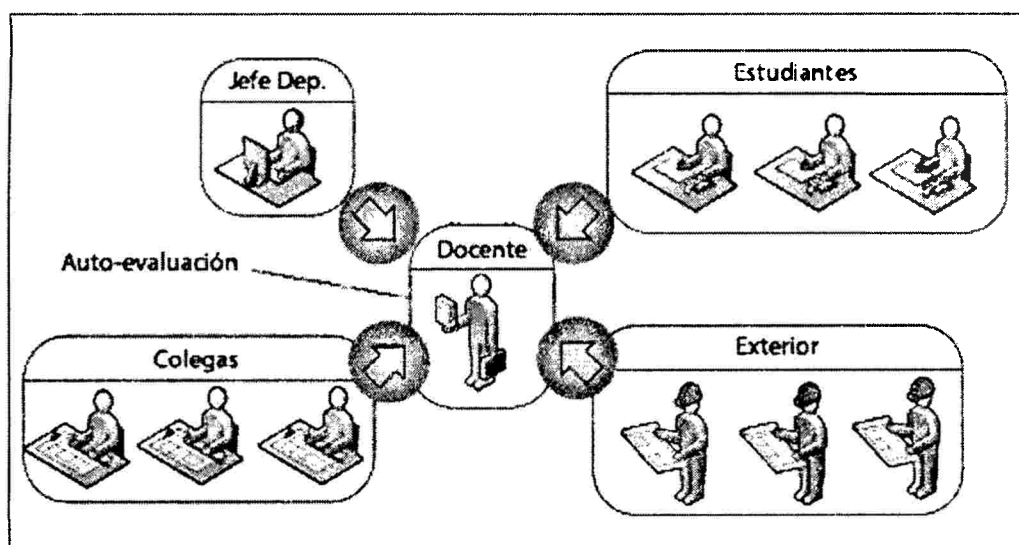 Jefe Dep.
Estudiantes
Docente
Auto-evaluación
Colegas
Exterior